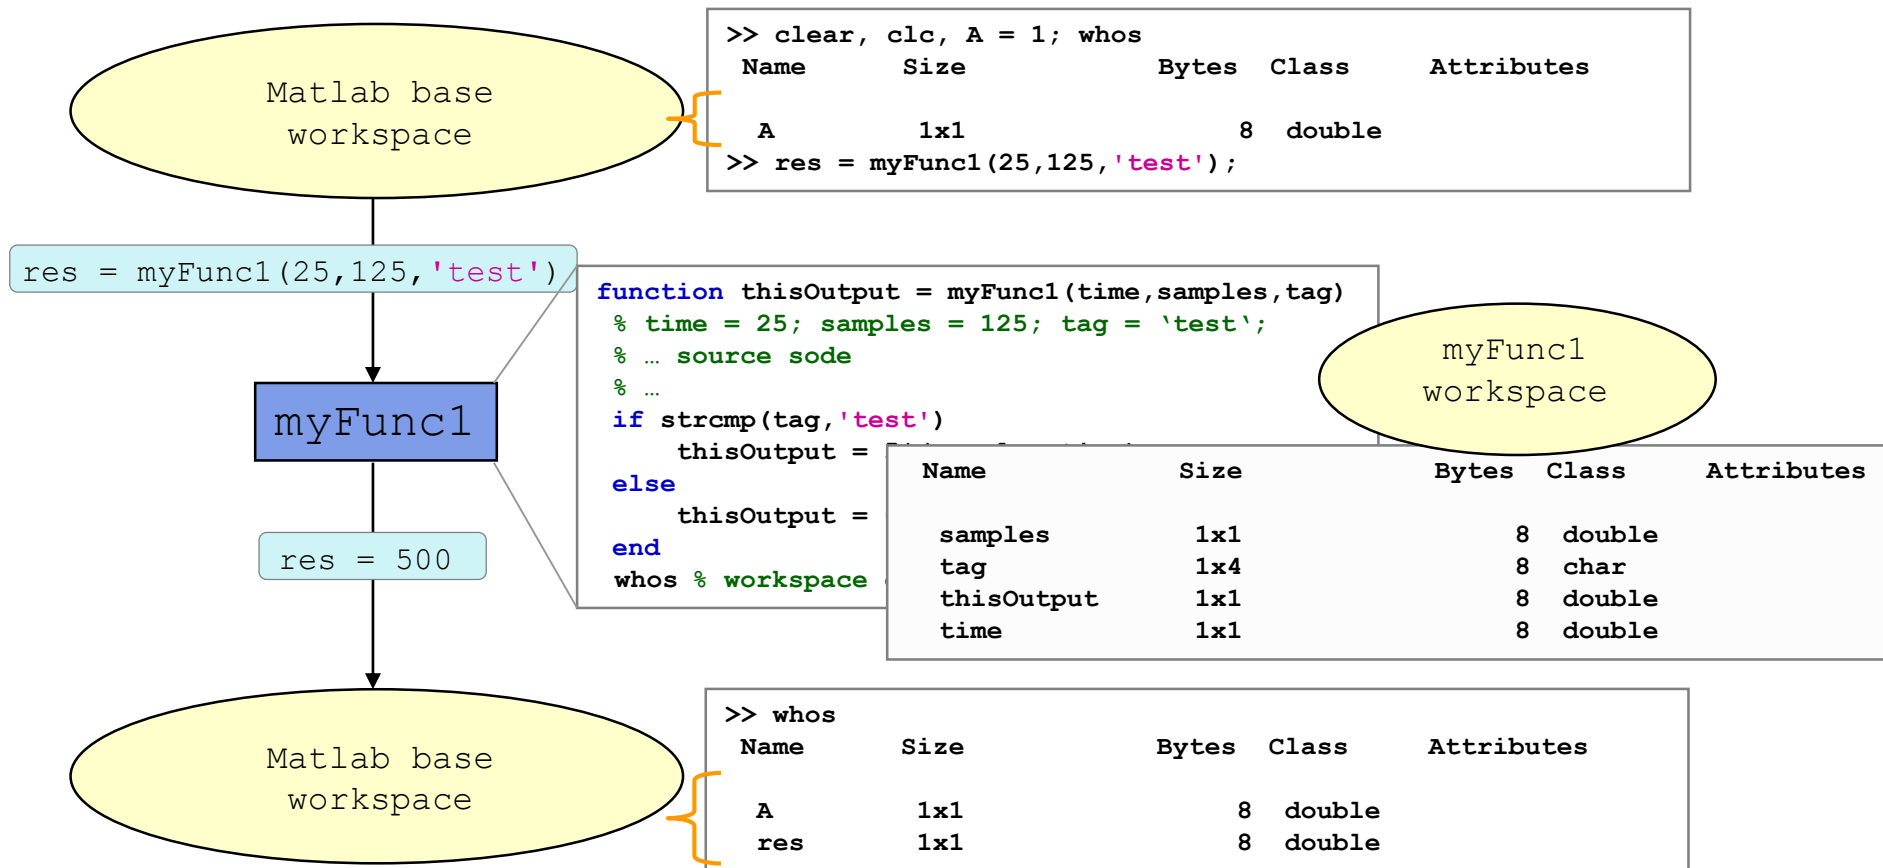 Matlab base
workspace
>> clear, clc, A = 1; whos
Name Size Bytes Class Attributes
A 1x1 8 double
>> res = myFunc1(25,125,'test');
res = myFunc1(25,125,'test')
function thisOutput = myFunc1(time,samples,tag)
% time = 25; samples = 125; tag = ‘test‘;
% … source sode
% …
if strcmp(tag,'test')
thisOutput =
else
thisOutput =
end
whos % workspace
myFunc1
workspace
Name Size Bytes Class Attributes
samples 1x1 8 double
tag 1x4 8 char
thisOutput 1x1 8 double
time 1x1 8 double
myFunc1
res = 500
Matlab base
workspace
>> whos
Name Size Bytes Class Attributes
A 1x1 8 double
res 1x1 8 double